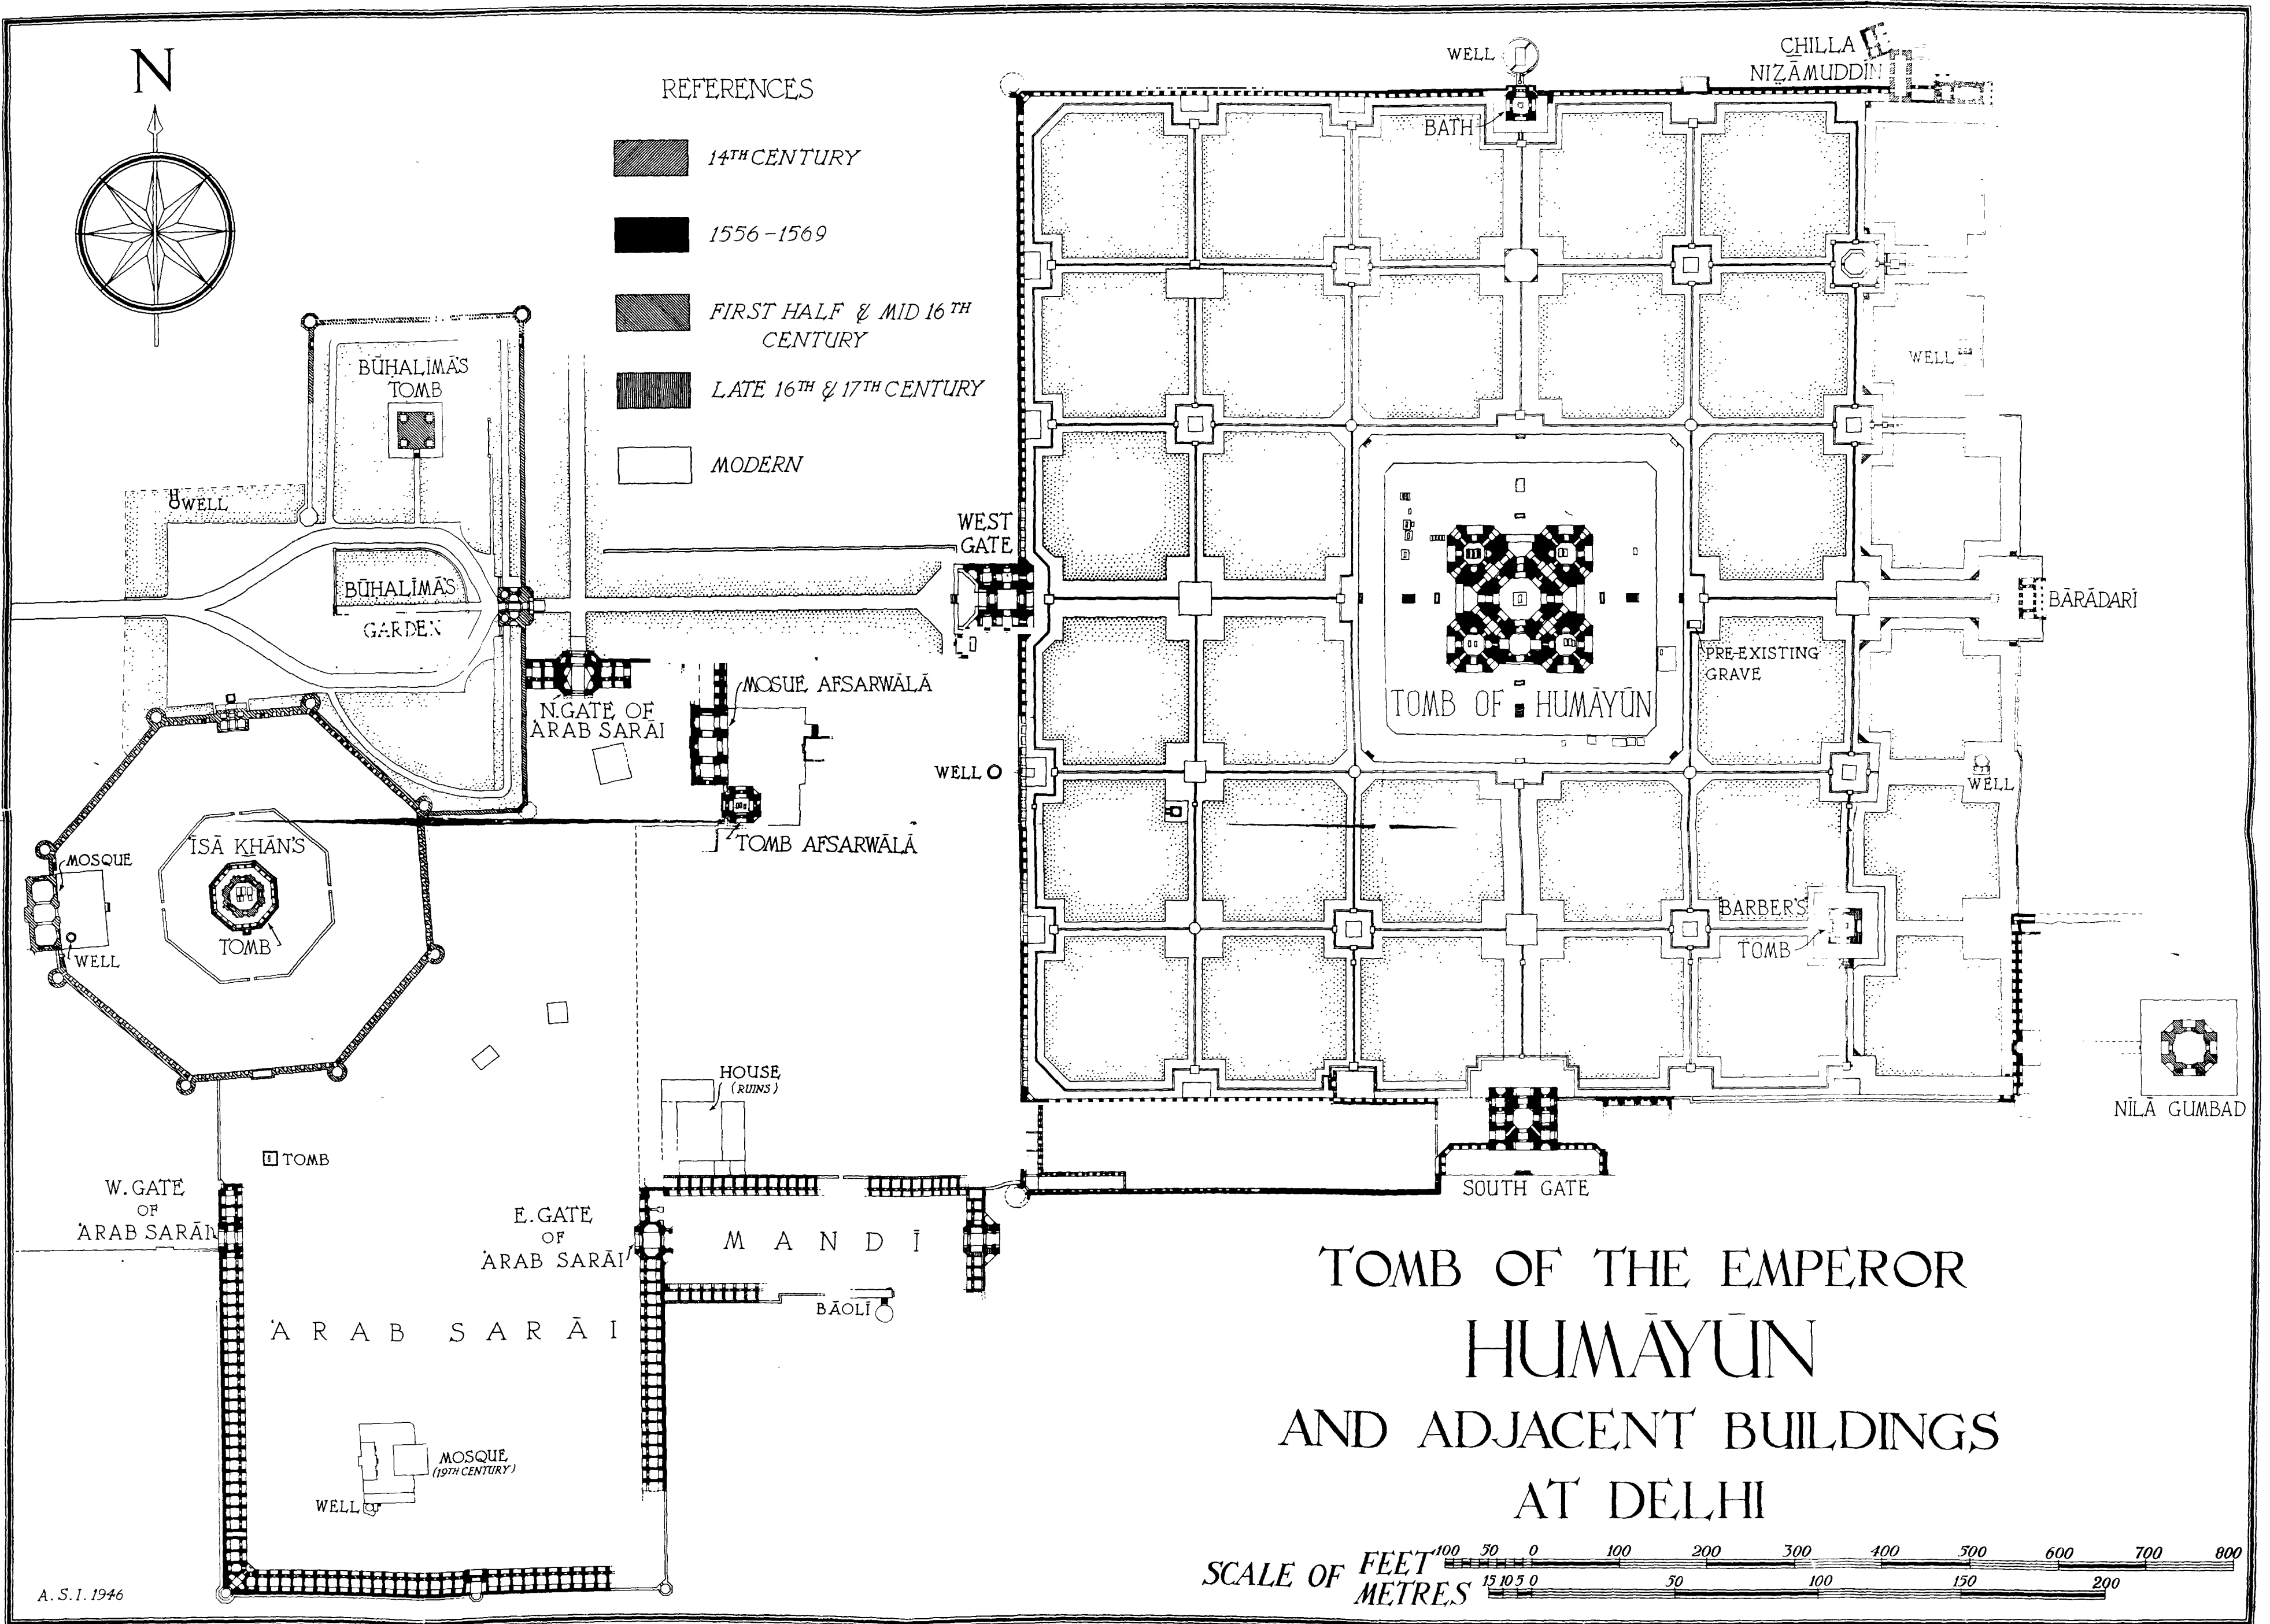 N
REFERENCES
14TH CENTURY
1556-1569
FIRST HALF & MID 16TH
CENTURY
LATE 16TH & 17TH CENTURY
MODERN
WELL
CHILLA
NIẒĀMUDDĪN
BATH
BŪḤALĪMĀ'S
TOMB
WELL
WELL
WEST
GATE
BŪḤALĪMĀ'S
GARDEN
BĀRĀDARĪ
PRE-EXISTING
GRAVE
MOSUE AFSARWĀLĀ
TOMB OF HUMĀYŪN
N. GATE OF
'ARAB SARĀI
WELL
WELL
TOMB AFSARWĀLĀ
'ĪSĀ KHĀN'S
TOMB
MOSQUE
WELL
BARBER'S
TOMB
HOUSE
(RUINS)
NĪLĀ GUMBAD
TOMB
W. GATE
OF
'ARAB SARĀI
E. GATE
OF
'ARAB SARĀI
SOUTH GATE
MANDĪ
BĀOLĪ
'ARAB SARĀI
MOSQUE
(19TH CENTURY)
WELL
TOMB OF THE EMPEROR
HUMĀYŪN
AND ADJACENT BUILDINGS
AT DELHI
SCALE OF FEET 100 50 0 100 200 300 400 500 600 700 800
METRES 15 10 5 0 50 100 150 200
A.S.I. 1946